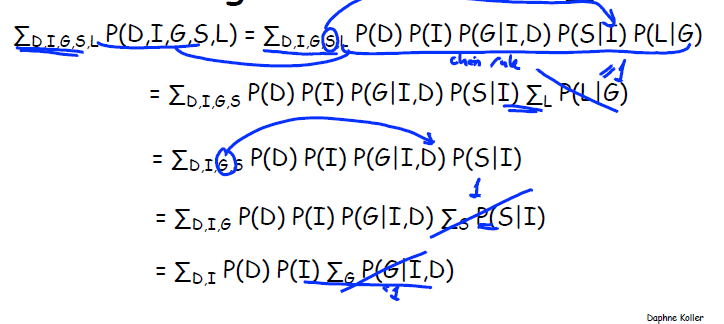 ∑D,I,G,S,L P(D,I,G,S,L) = ∑D,I,G,S,L P(D) P(I) P(G|I,D) P(S|I) P(L|G)
chain rule
=1
= ∑D,I,G,S P(D) P(I) P(G|I,D) P(S|I) ∑L P(L|G)
= ∑D,I,G,S P(D) P(I) P(G|I,D) P(S|I)
1
= ∑D,I,G P(D) P(I) P(G|I,D) ∑S P(S|I)
= ∑D,I P(D) P(I) ∑G P(G|I,D)
=1
Daphne Koller